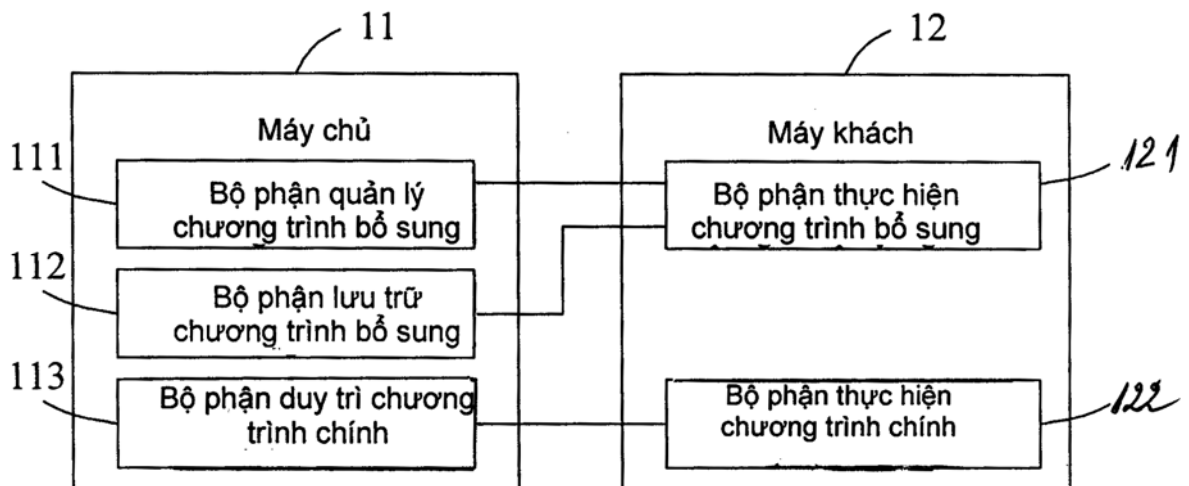 11
12
Máy chủ
Máy khách
111
Bộ phận quản lý
chương trình bổ sung
121
Bộ phận thực hiện
chương trình bổ sung
112
Bộ phận lưu trữ
chương trình bổ sung
113
Bộ phận duy trì chương
trình chính
122
Bộ phận thực hiện
chương trình chính